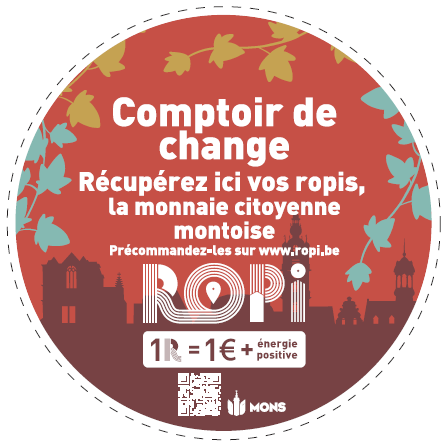 Comptoir de
change
Récupérez ici vos ropis,
la monnaie citoyenne
montoise
Précommandez-les sur www.ropi.be
ROPi
1R = 1€ + énergie
positive
MONS